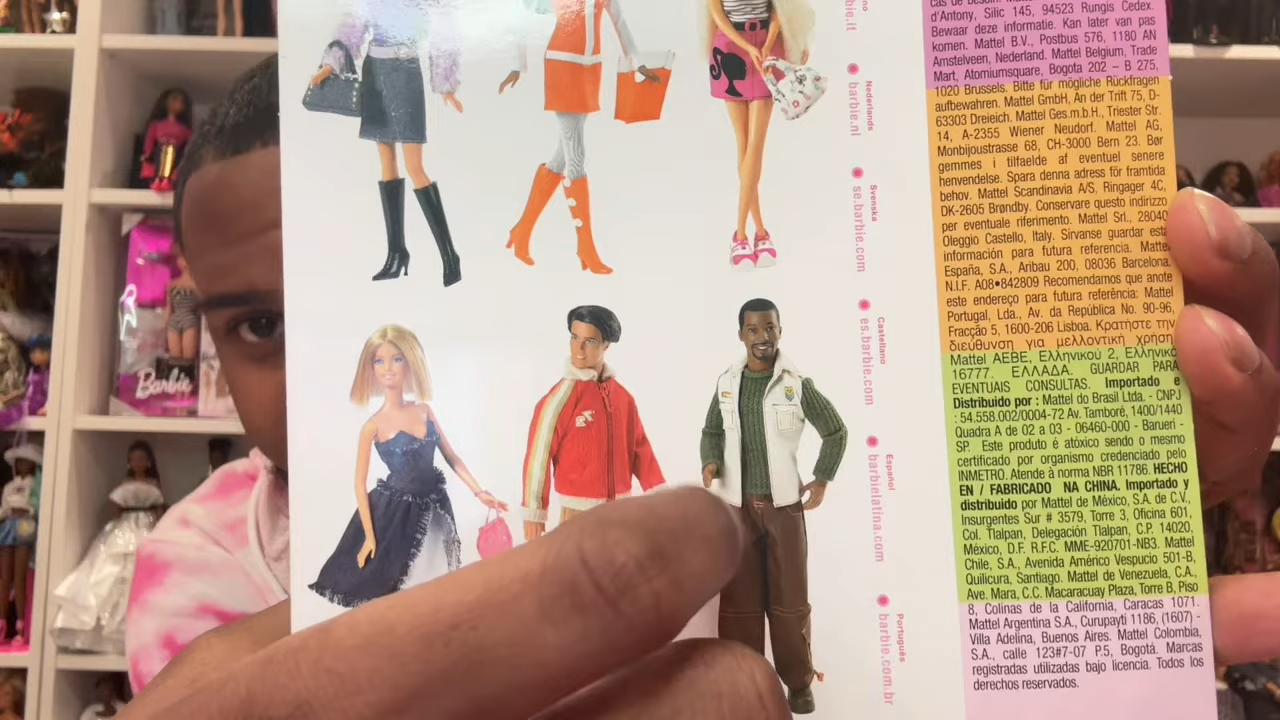 Barbie
no
barbie.it
Nederlands
barbie.nl
Svenska
se.barbie.com
Castellano
es.barbie.com
Español
barbielatina.com
Português
barbie.com.br
d'Antony, Silic 145, 94523 Rungis Cedex.
Bewaar deze informatie. Kan later van pas
komen. Mattel B.V., Postbus 576, 1180 AN
Amstelveen, Nederland. Mattel Belgium, Trade
Mart, Atomiumsquare, Bogota 202 – B 275,
1020 Brussels. Bitte für mögliche Rückfragen
aufbewahren. Mattel GmbH, An der Trift 75, D-
63303 Dreieich. Mattel Ges.m.b.H., Triester Str.
14, A-2355 Wiener Neudorf. Mattel AG,
Monbijoustrasse 68, CH-3000 Bern 23. Bør
gemmes i tilfaelde af eventuel senere
henvendelse. Spara denna adress för framtida
behov. Mattel Scandinavia A/S, Ringager 4C,
DK-2605 Brøndby. Conservare questo indirizzo
per eventuale riferimento. Mattel Srl., 28040
Oleggio Castello, Italy. Sírvanse guardar esta
información para futura referencia. Mattel
España, S.A., Aribau 200, 08036 Barcelona.
N.I.F. A08•842809 Recomendamos que anote
este endereço para futura referência: Mattel
Portugal, Lda., Av. da República No. 90-96,
Fracção 5, 1600-206 Lisboa. Κρατήστε την
διεύθυνση για μελλοντική χρήση
Mattel AEBE, Ελληνικού 2, Ελληνικό
16777. ΕΛΛΑΔΑ. GUARDAR PARA
EVENTUAIS CONSULTAS. Importado e
Distribuido por : Mattel do Brasil Ltda. - CNPJ
: 54.558.002/0004-72 Av. Tamboré, 1400/1440
Quadra A de 02 a 03 - 06460-000 - Barueri -
SP. Este produto é atóxico sendo o mesmo
certificado por organismo credenciado pelo
INMETRO. Atende à norma NBR 11786. HECHO
EN / FABRICADO NA CHINA. Importado y
distribuido por Mattel de México, S.A. de C.V.,
Insurgentes Sur # 3579, Torre 3, Oficina 601,
Col. Tlalpan, Delegación Tlalpan, C.P. 14020,
México, D.F. R.F.C. MME-920701-NB3. Mattel
Chile, S.A., Avenida Américo Vespucio 501-B,
Quilicura, Santiago. Mattel de Venezuela, C.A.,
Ave. Mara, C.C. Macaracuay Plaza, Torre B, Piso
8, Colinas de la California, Caracas 1071.
Mattel Argentina S.A., Curupaytí 1186, (1607) -
Villa Adelina, Buenos Aires. Mattel Colombia,
S.A., calle 123#7-07 P.5, Bogotá. Marcas
registradas utilizadas bajo licencia. Todos los
derechos reservados.